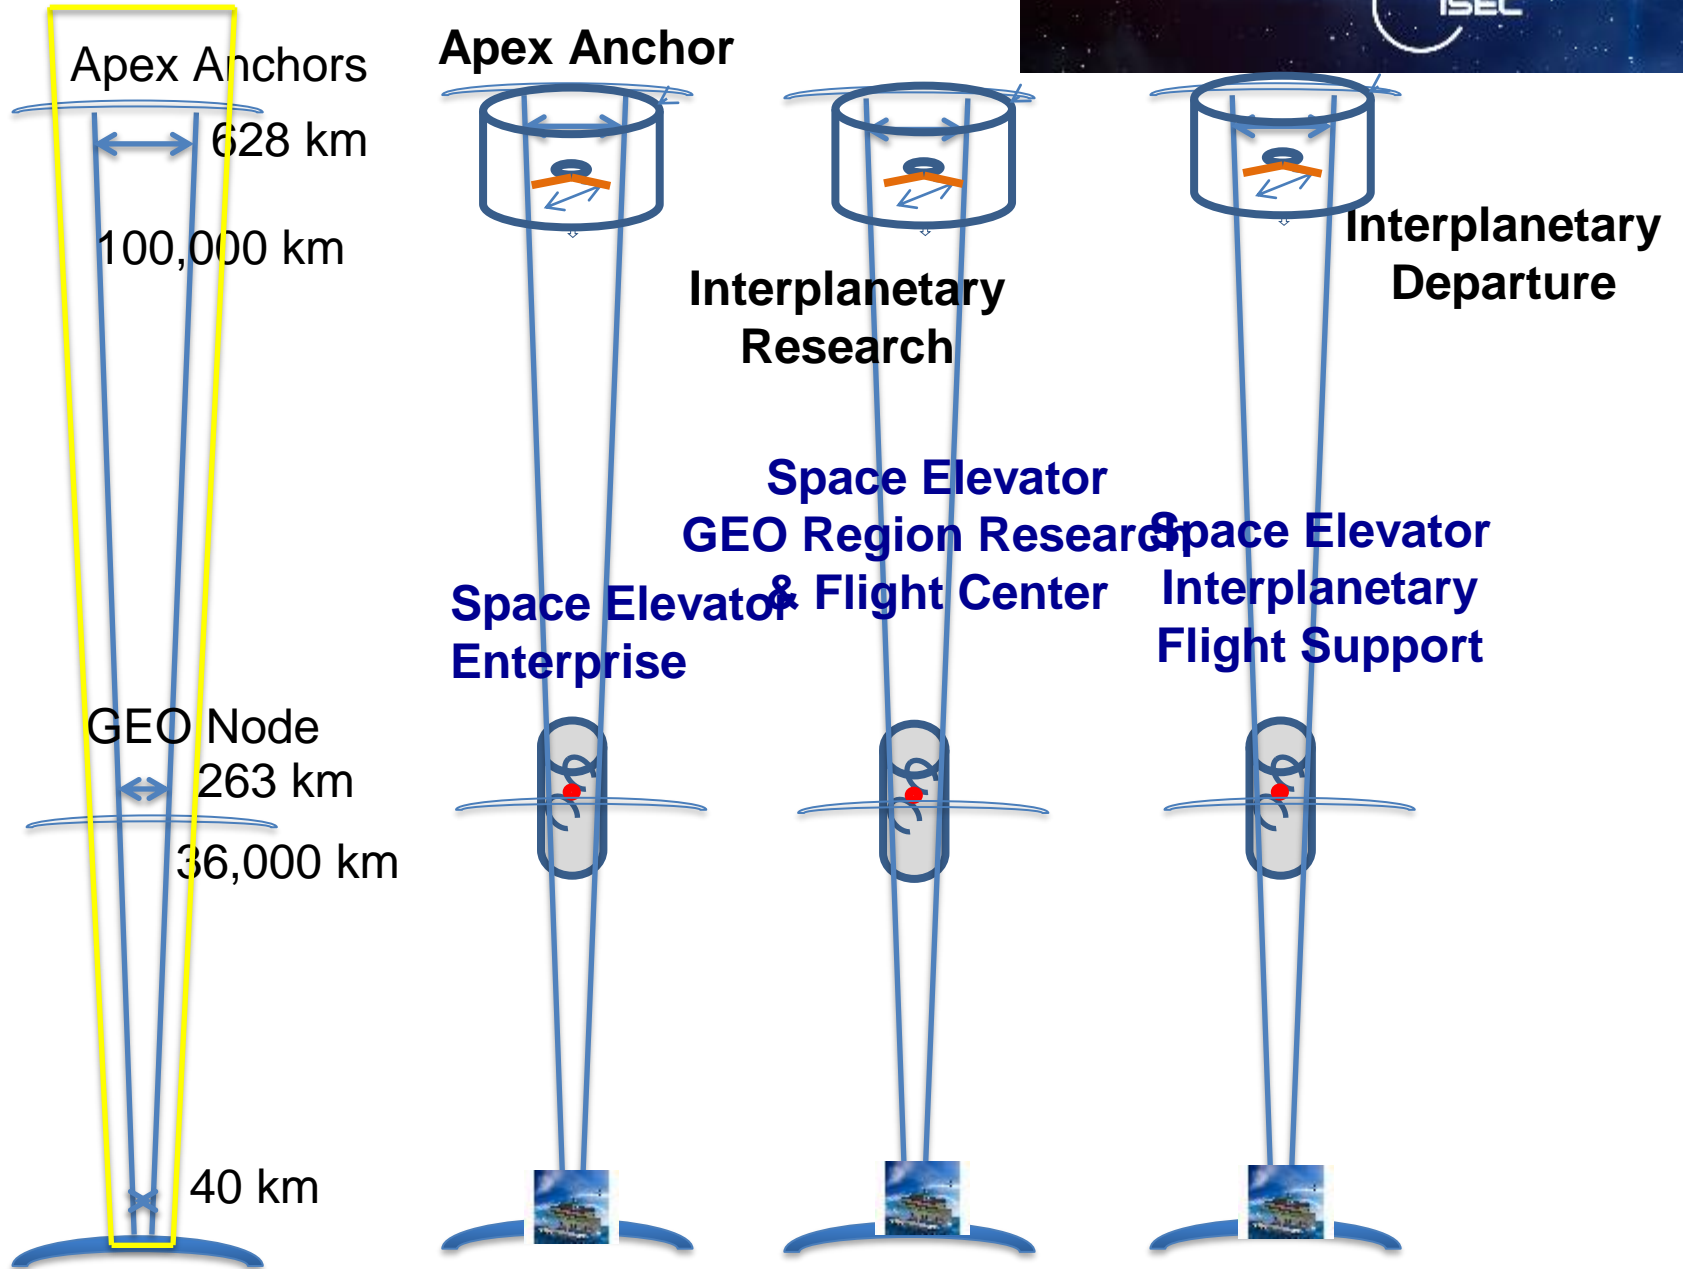 ISEC
Apex Anchors
628 km
100,000 km
GEO Node
263 km
36,000 km
40 km
Apex Anchor
Space Elevator
Enterprise
Interplanetary
Research
Space Elevator
GEO Region Research
& Flight Center
Interplanetary
Departure
Space Elevator
Interplanetary
Flight Support